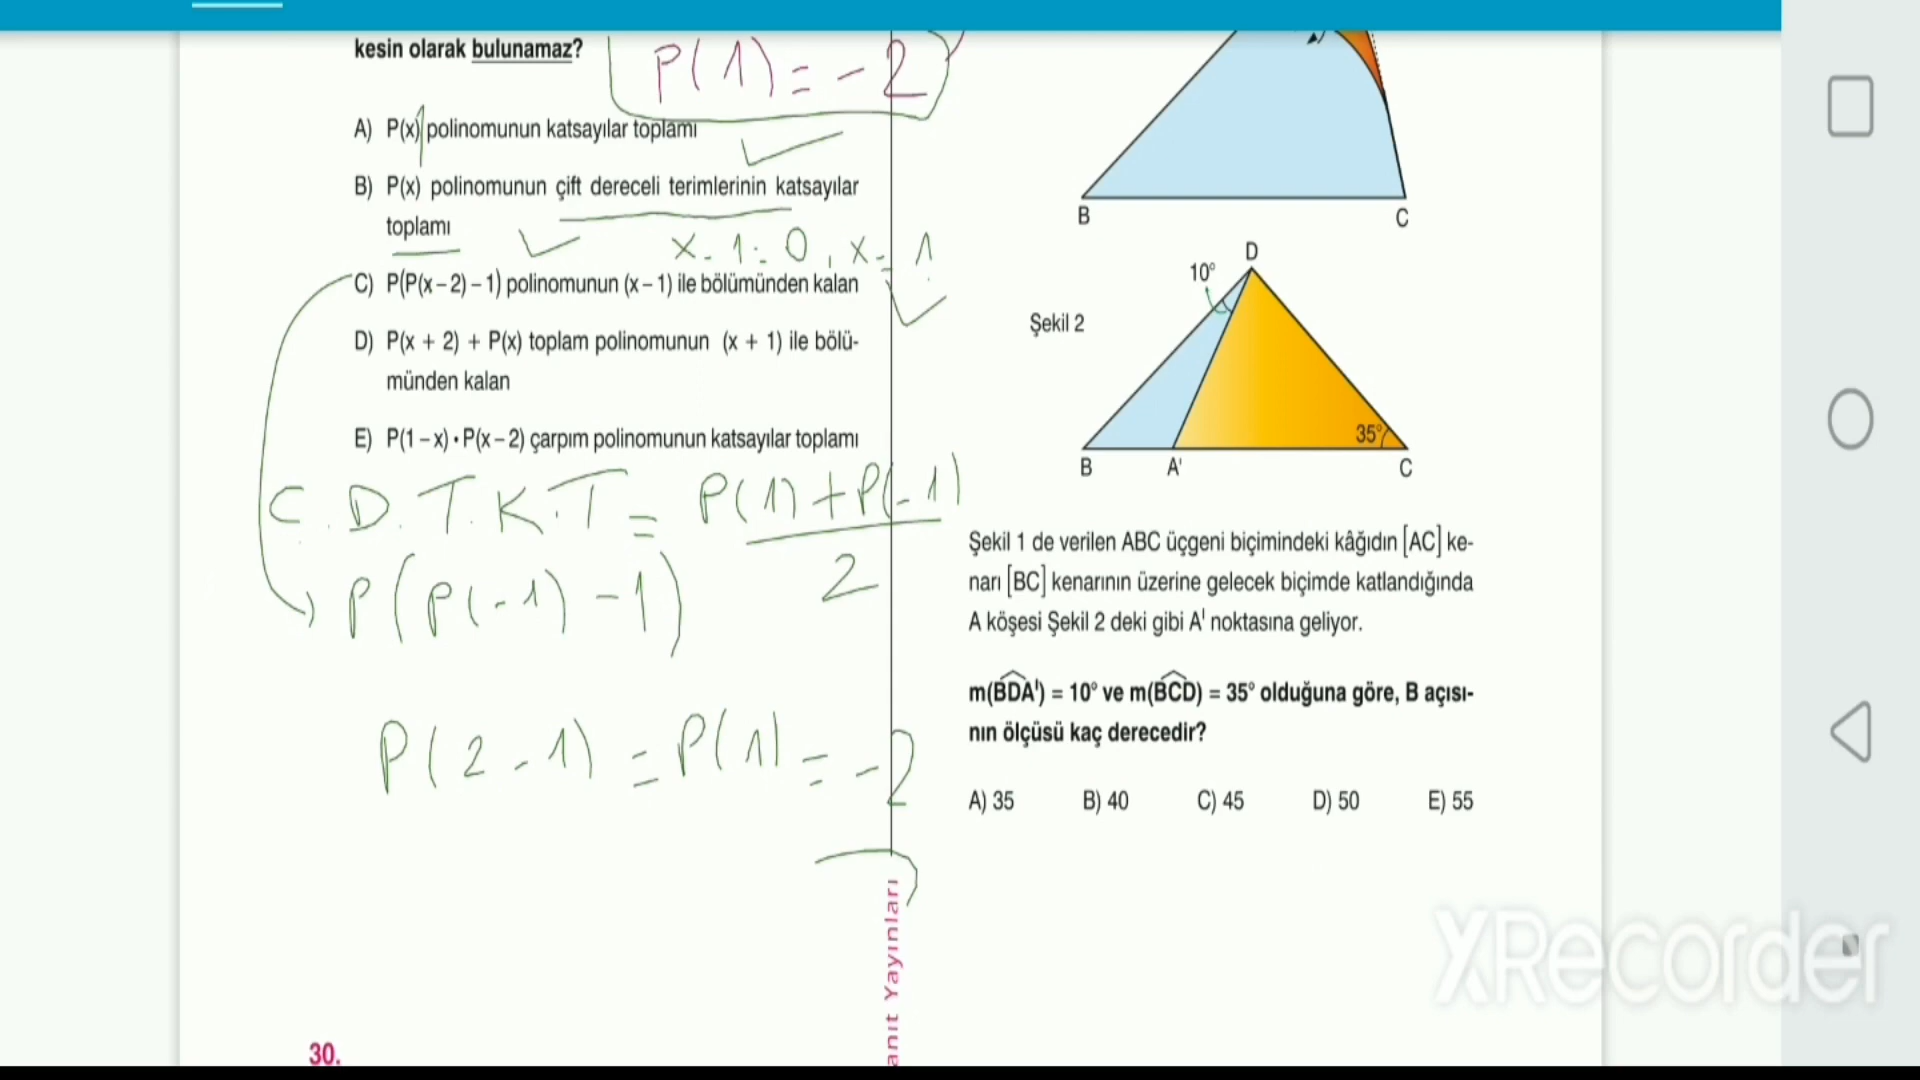 kesin olarak bulunamaz?
P(1) = -2
A) P(x) polinomunun katsayılar toplamı
B) P(x) polinomunun çift dereceli terimlerinin katsayılar
toplamı
x-1=0, x=1
C) P(P(x – 2) – 1) polinomunun (x – 1) ile bölümünden kalan
D) P(x + 2) + P(x) toplam polinomunun (x + 1) ile bölü-
münden kalan
E) P(1 – x) • P(x – 2) çarpım polinomunun katsayılar toplamı
Ç.D.T.K.T = P(1)+P(-1)
2
P(P(-1)-1)
P(2-1) = P(1) = -2
30.
anıt Yayınları
B
C
D
10°
Şekil 2
35°
B
A'
C
Şekil 1 de verilen ABC üçgeni biçimindeki kâğıdın [AC] ke-
narı [BC] kenarının üzerine gelecek biçimde katlandığında
A köşesi Şekil 2 deki gibi A' noktasına geliyor.
m(BDA') = 10° ve m(BCD) = 35° olduğuna göre, B açısı-
nın ölçüsü kaç derecedir?
A) 35 B) 40 C) 45 D) 50 E) 55
XRecorder